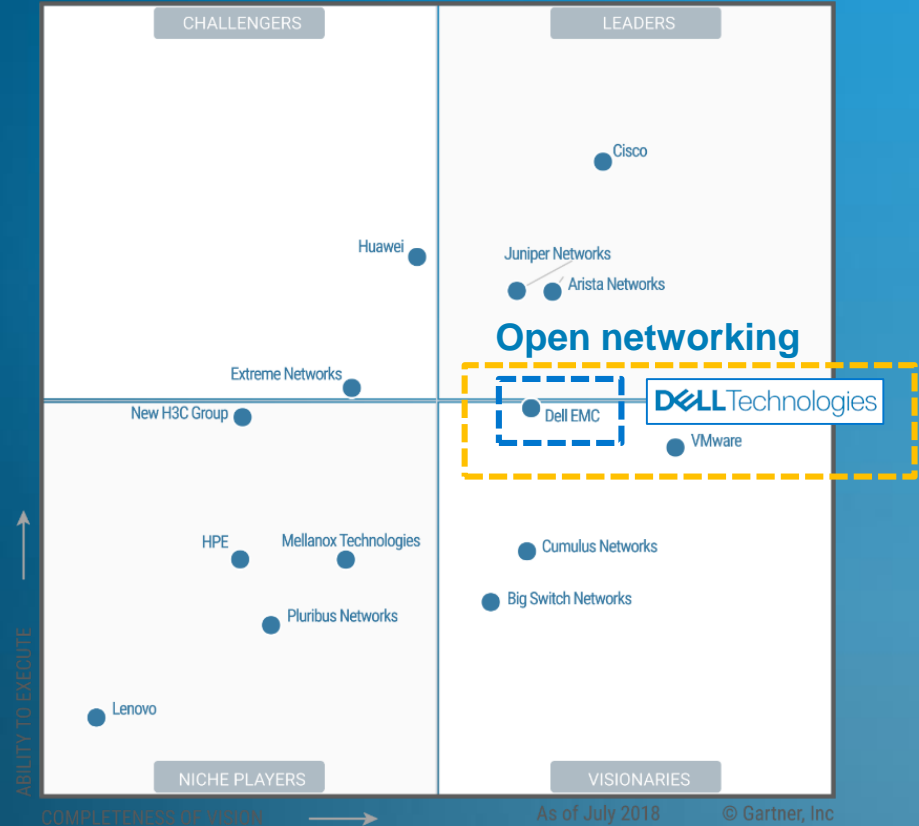 CHALLENGERS
LEADERS
Cisco
Huawei
Juniper Networks
Arista Networks
Open networking
Extreme Networks
DELLTechnologies
New H3C Group
Dell EMC
VMware
HPE
Mellanox Technologies
Cumulus Networks
Big Switch Networks
Pluribus Networks
Lenovo
ABILITY TO EXECUTE
NICHE PLAYERS
VISIONARIES
COMPLETENESS OF VISION
As of July 2018
© Gartner, Inc